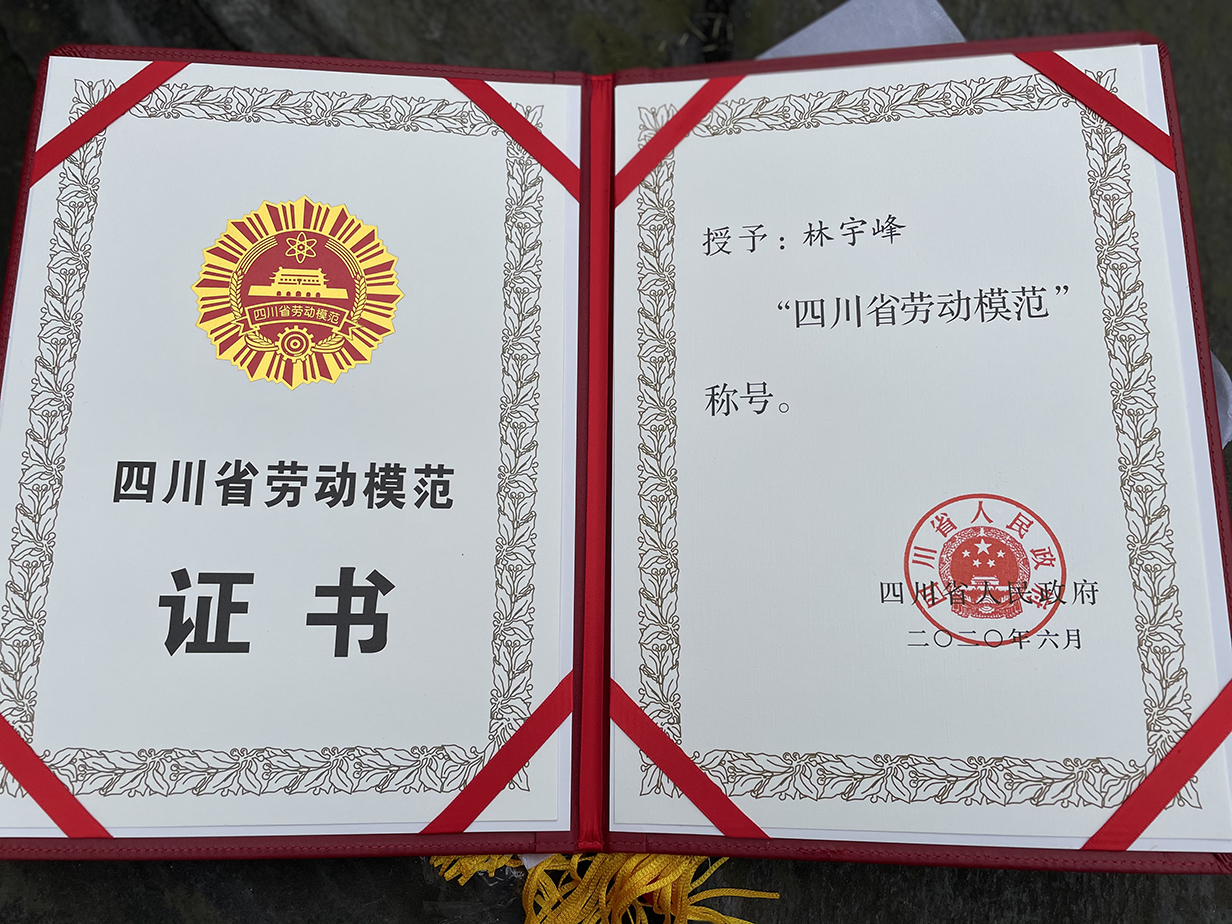 四川省劳动模范
四川省劳动模范
证书
授予：林宇峰
“四川省劳动模范”
称号。
四川省人民政府
四川省人民政府
二〇二〇年六月